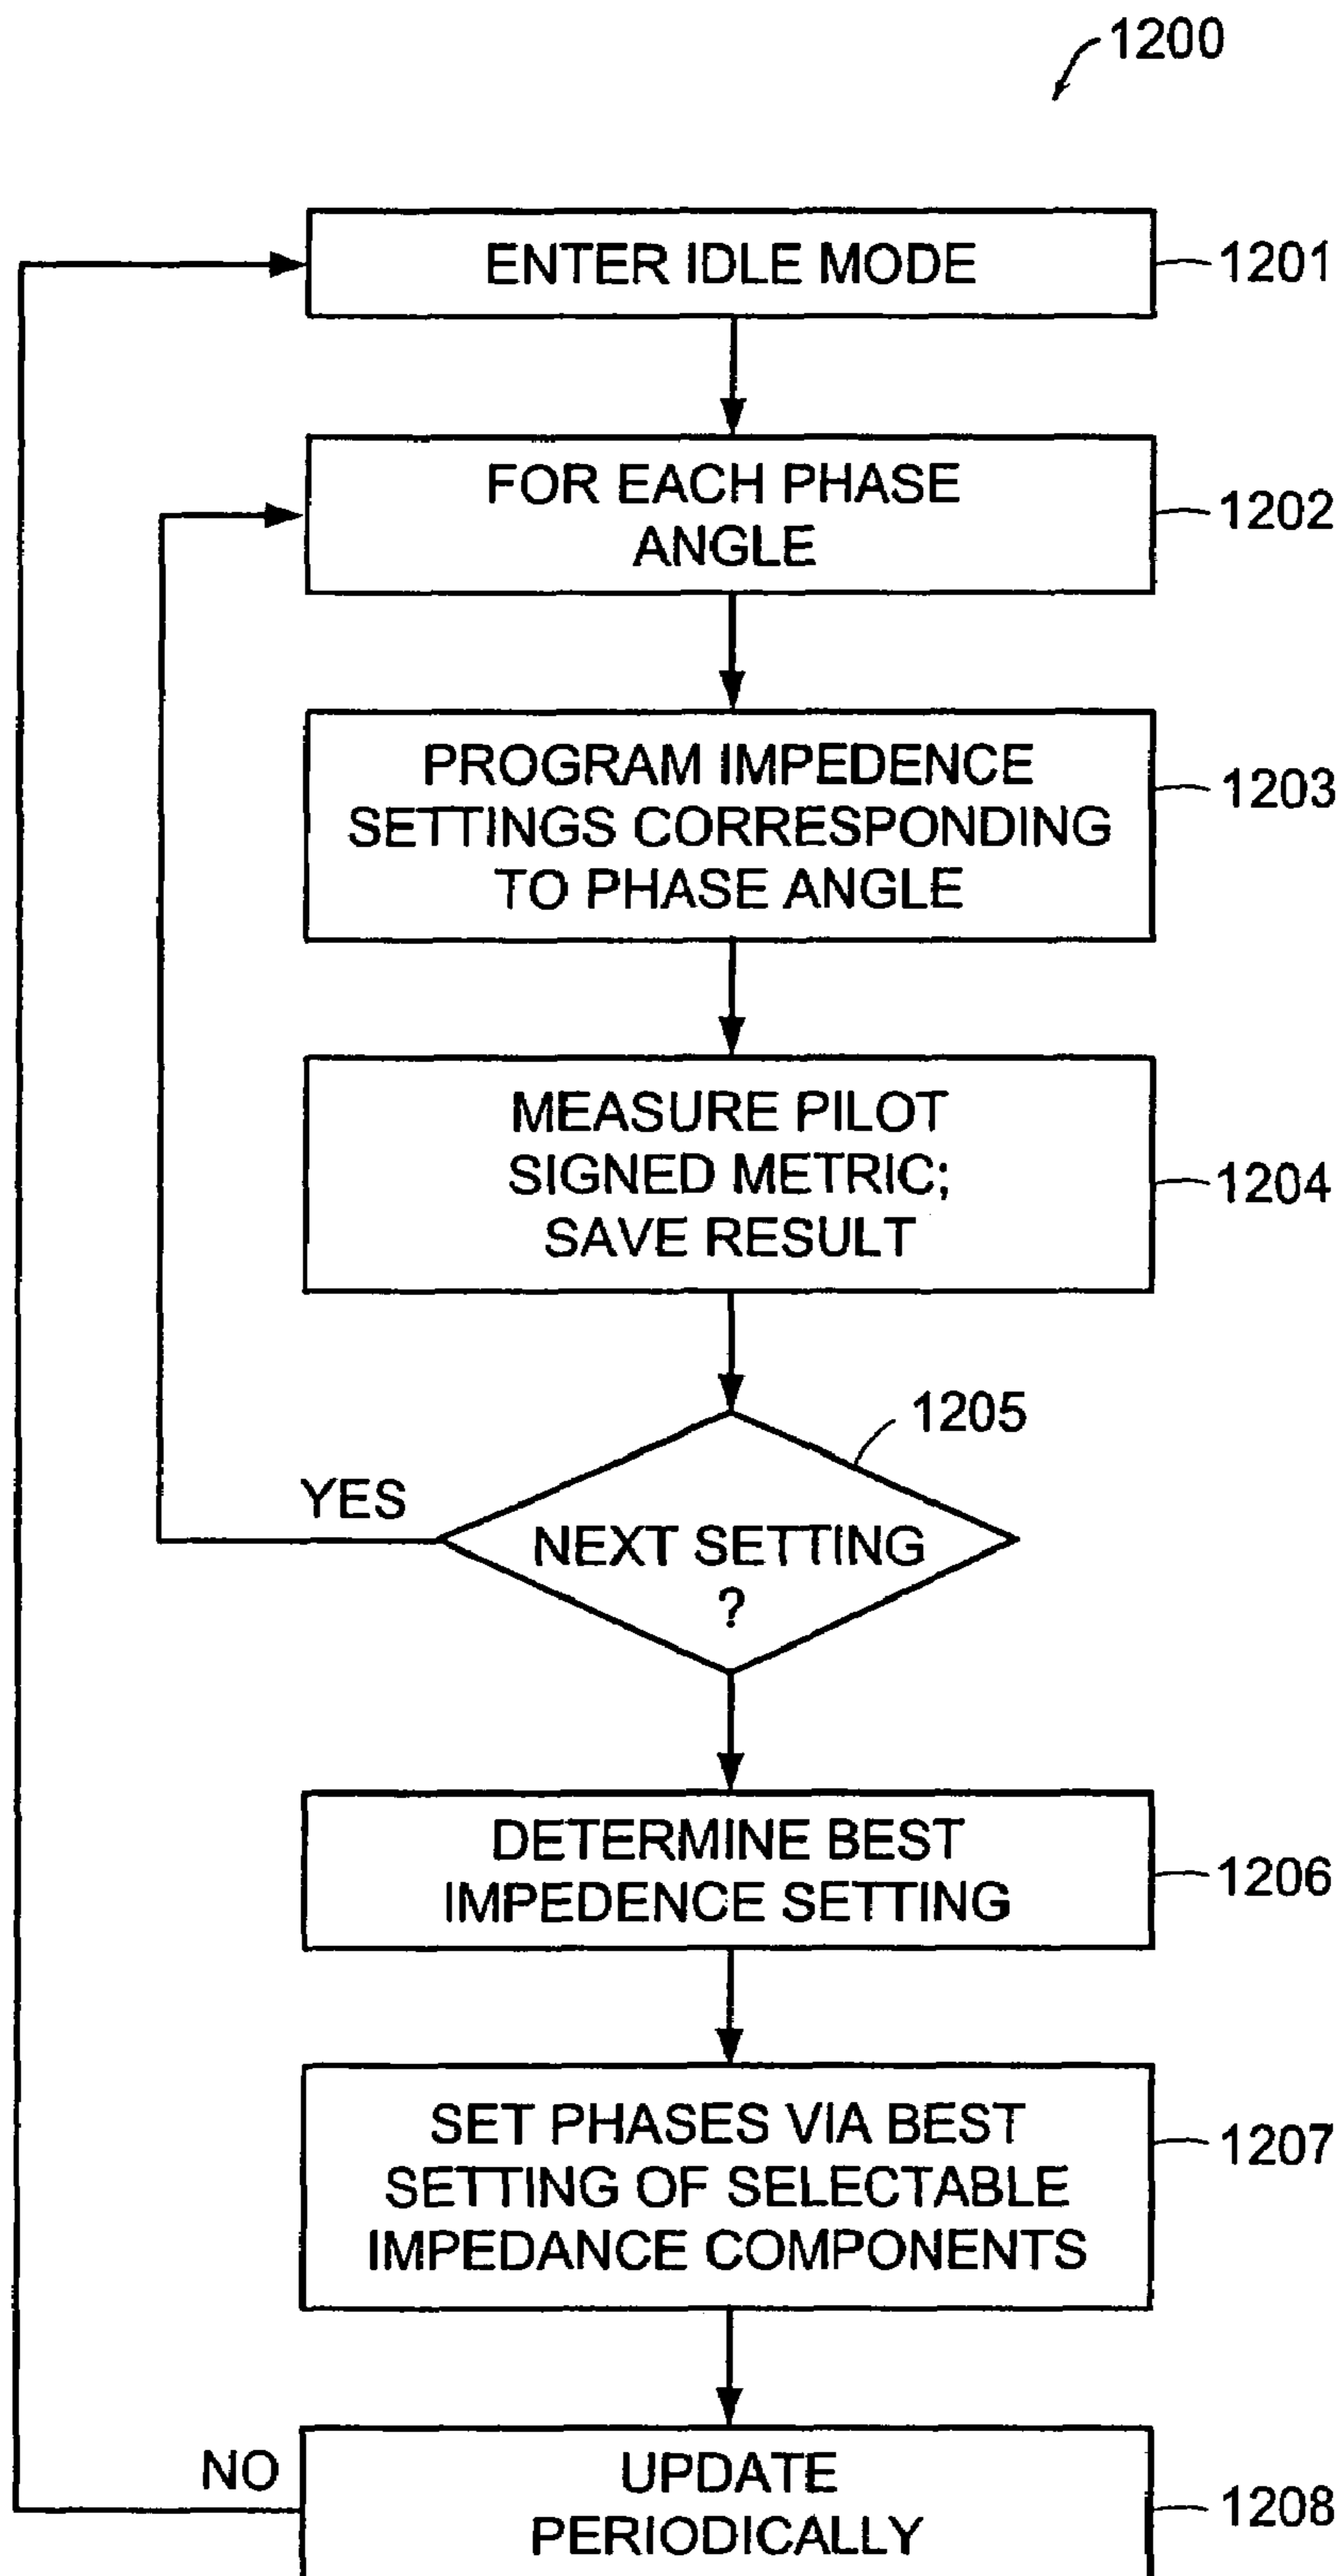 1200
ENTER IDLE MODE
1201
FOR EACH PHASE
ANGLE
1202
PROGRAM IMPEDENCE
SETTINGS CORRESPONDING
TO PHASE ANGLE
1203
MEASURE PILOT
SIGNED METRIC;
SAVE RESULT
1204
1205
YES
NEXT SETTING
?
DETERMINE BEST
IMPEDENCE SETTING
1206
SET PHASES VIA BEST
SETTING OF SELECTABLE
IMPEDANCE COMPONENTS
1207
NO
UPDATE
PERIODICALLY
1208